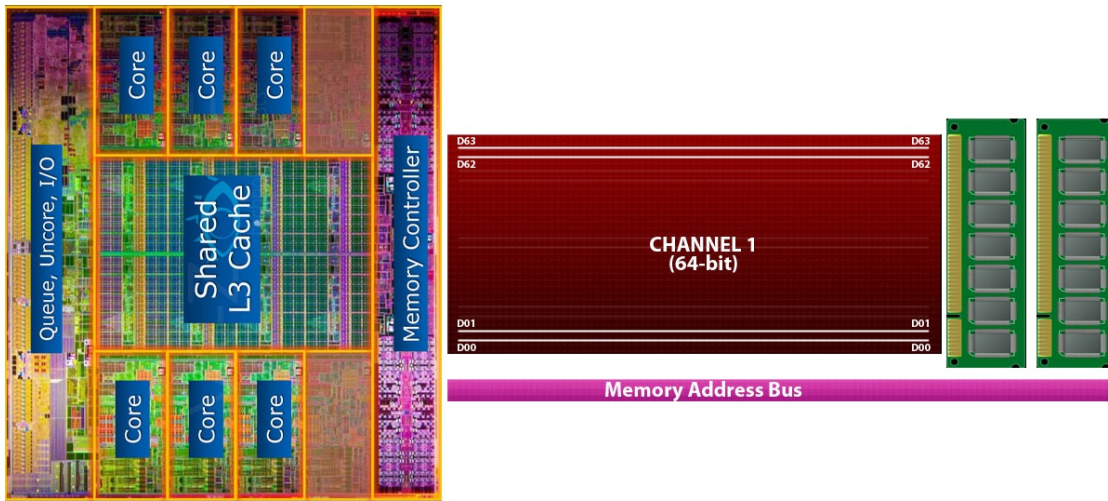 Queue, Uncore, I/O
Core
Core
Core
Shared
L3 Cache
Core
Core
Core
Memory Controller
D63
D63
D62
D62
CHANNEL 1
(64-bit)
D01
D01
D00
D00
Memory Address Bus